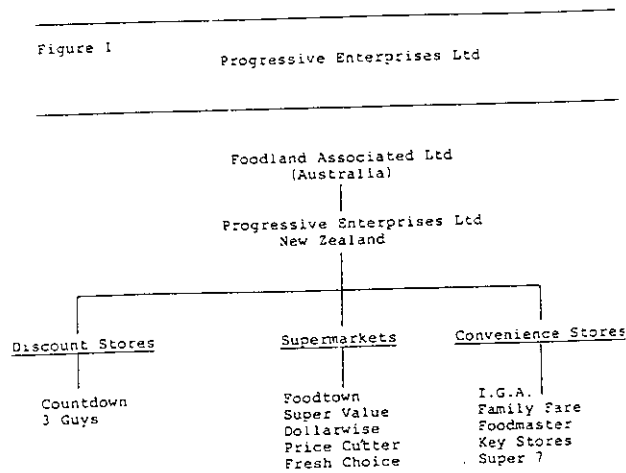 Figure I
Progressive Enterprises Ltd
Foodland Associated Ltd
(Australia)
Progressive Enterprises Ltd
New Zealand
Discount Stores
Supermarkets
Convenience Stores
Countdown
3 Guys
Foodtown
Super Value
Dollarwise
Price Cutter
Fresh Choice
I.G.A.
Family Fare
Foodmaster
Key Stores
Super 7